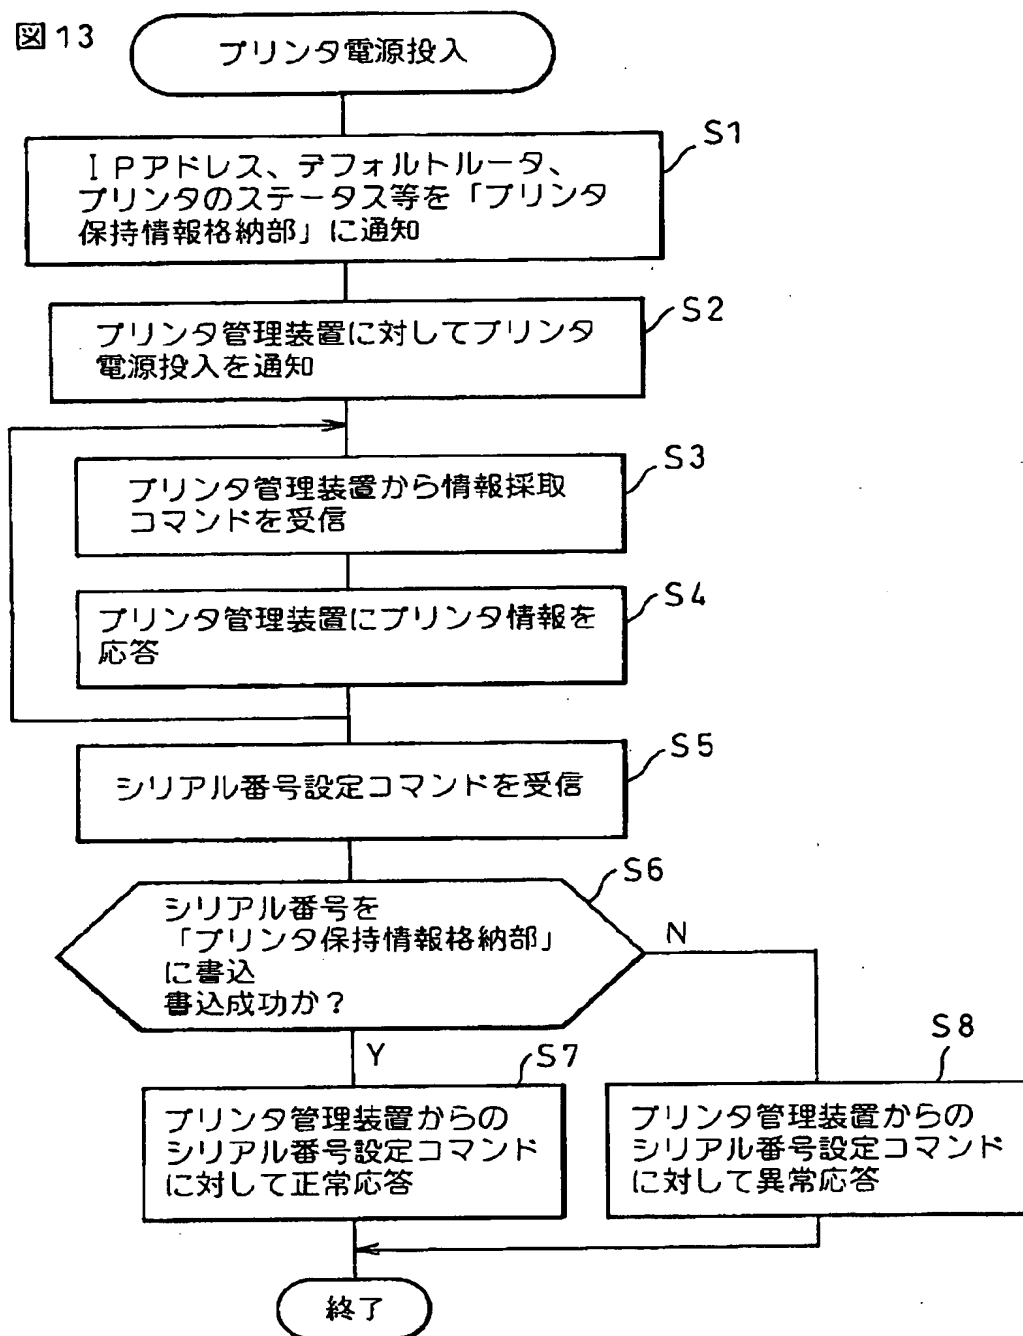 図13
プリンタ電源投入
S1
IPアドレス、デフォルトルータ、
プリンタのステータス等を「プリンタ
保持情報格納部」に通知
S2
プリンタ管理装置に対してプリンタ
電源投入を通知
S3
プリンタ管理装置から情報採取
コマンドを受信
S4
プリンタ管理装置にプリンタ情報を
応答
S5
シリアル番号設定コマンドを受信
S6
シリアル番号を
「プリンタ保持情報格納部」
に書込
書込成功か?
N
Y
S7
プリンタ管理装置からの
シリアル番号設定コマンド
に対して正常応答
S8
プリンタ管理装置からの
シリアル番号設定コマンド
に対して異常応答
終了